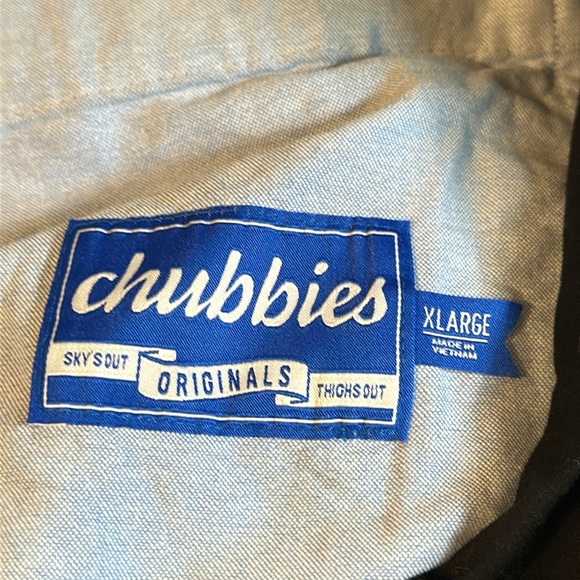 chubbies
SKY'S OUT
ORIGINALS
THIGHS OUT
XLARGE
MADE IN
VIETNAM